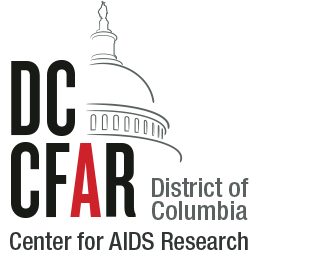 DC
CFAR
District of
Columbia
Center for AIDS Research